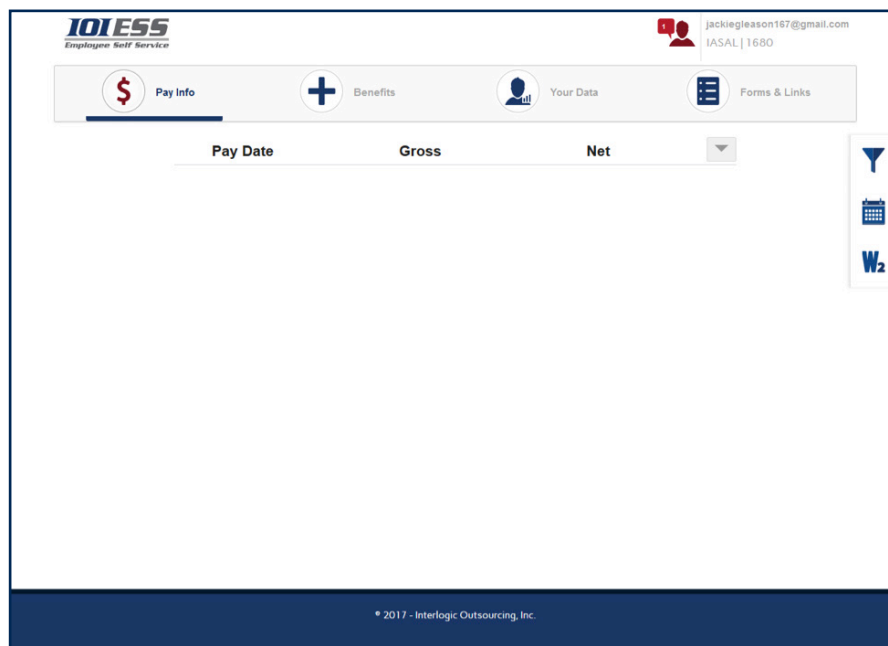 IOIESS
Employee Self Service
1
jackiegleason167@gmail.com
IASAL|1680
Pay Info
Benefits
Your Data
Forms & Links
Pay Date Gross Net
W2
© 2017 - Interlogic Outsourcing, Inc.